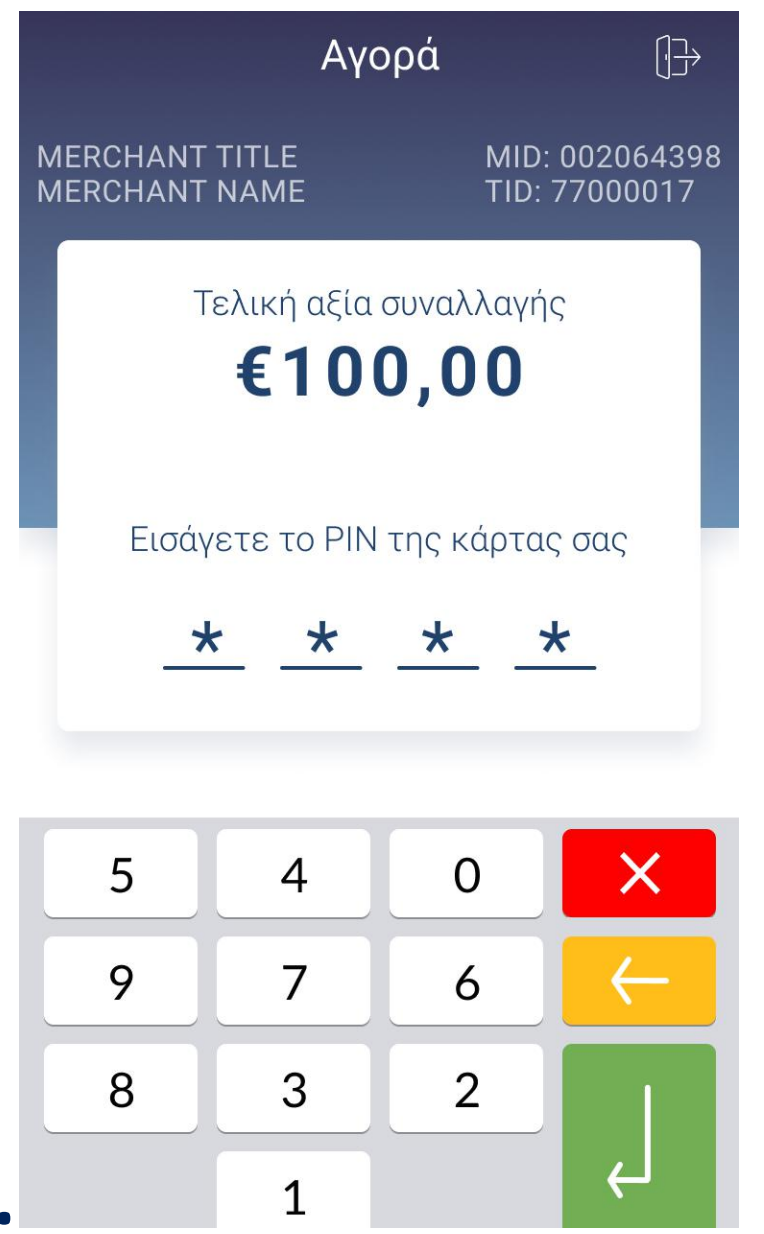 Αγορά
MERCHANT TITLE MID: 002064398
MERCHANT NAME TID: 77000017
Τελική αξία συναλλαγής
€100,00
Εισάγετε το PIN της κάρτας σας
* * * *
5 4 0
9 7 6
8 3 2
1